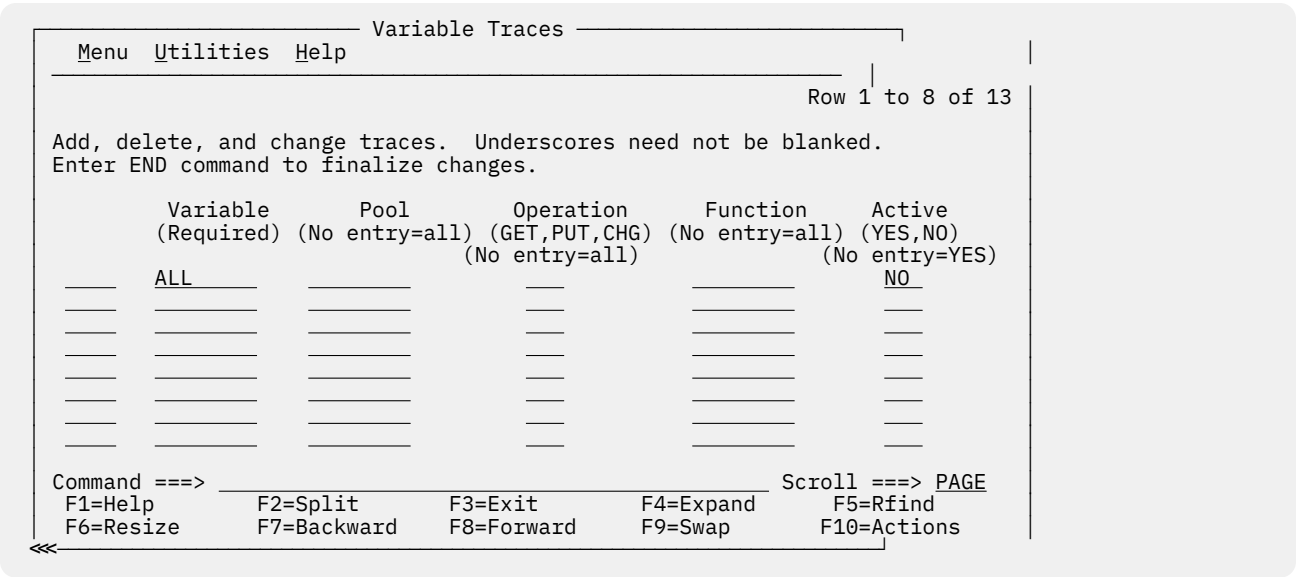 Variable Traces
Menu Utilities Help
Row 1 to 8 of 13
Add, delete, and change traces. Underscores need not be blanked.
Enter END command to finalize changes.
Variable Pool Operation Function Active
(Required) (No entry=all) (GET,PUT,CHG) (No entry=all) (YES,NO)
(No entry=all) (No entry=YES)
ALL NO
Command ===> Scroll ===> PAGE
F1=Help F2=Split F3=Exit F4=Expand F5=Rfind
F6=Resize F7=Backward F8=Forward F9=Swap F10=Actions
<<<